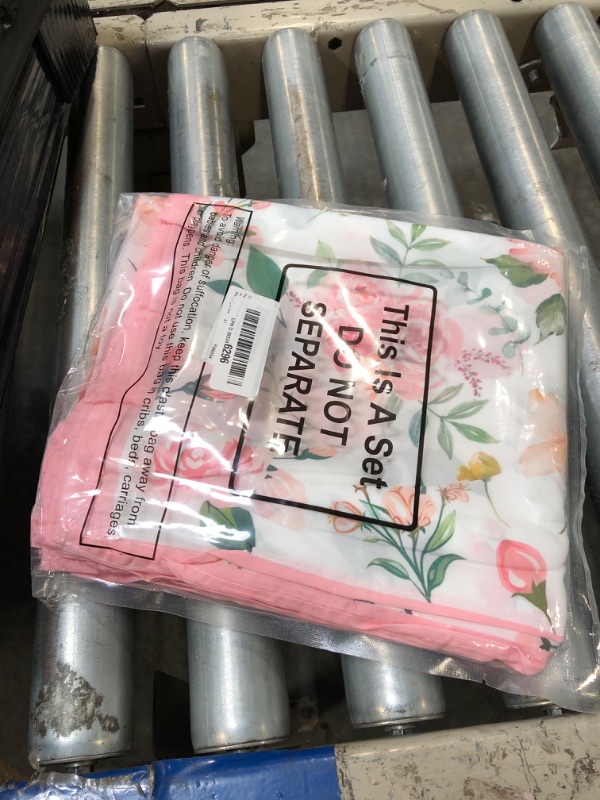 Warning
To avoid danger of suffocation, keep this plastic bag away from
babies and children. Do not use this bag in cribs, beds, carriages
or playpens. This bag is not a toy.
6296
This Is A Set
DO NOT
SEPARATE